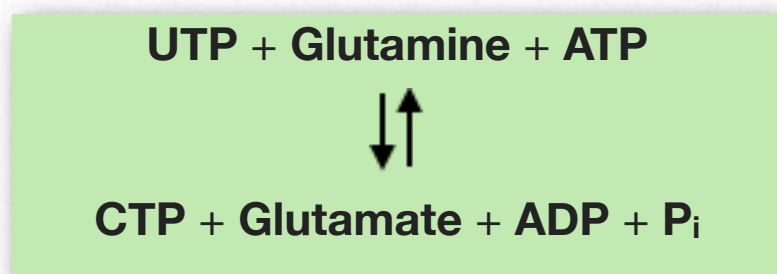 UTP + Glutamine + ATP
CTP + Glutamate + ADP + Pi